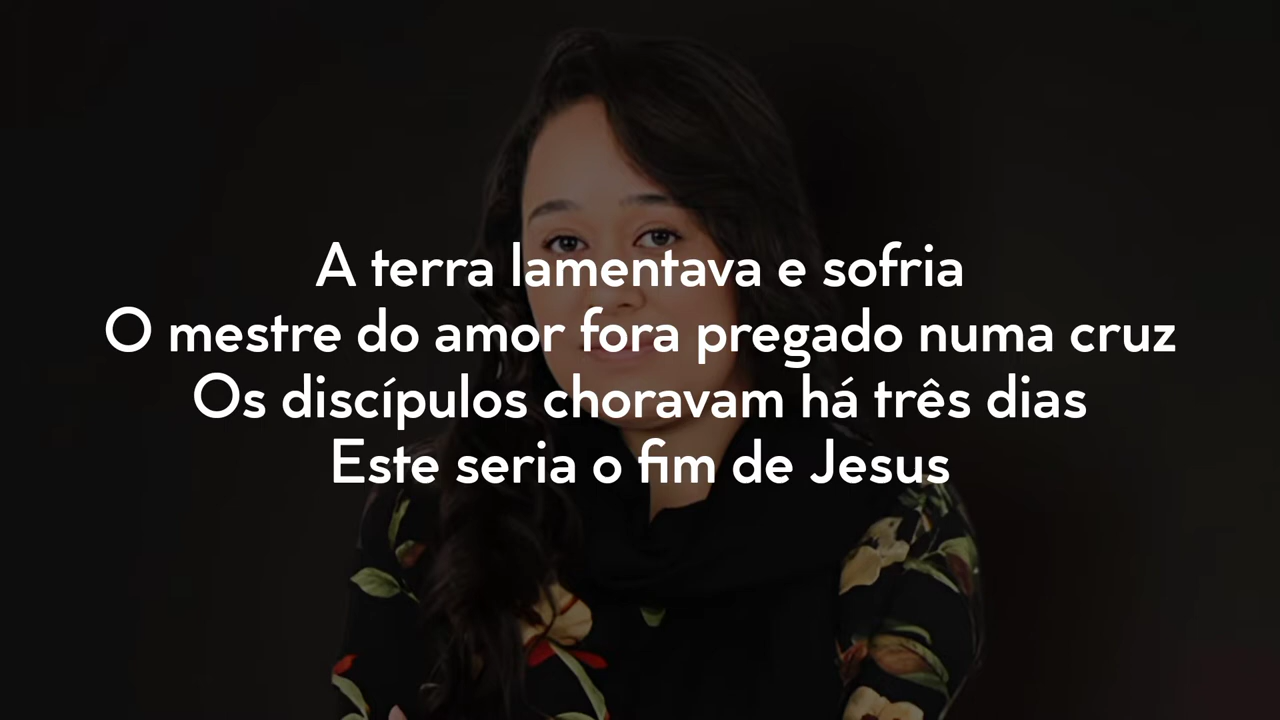 A terra lamentava e sofria
O mestre do amor fora pregado numa cruz
Os discípulos choravam há três dias
Este seria o fim de Jesus